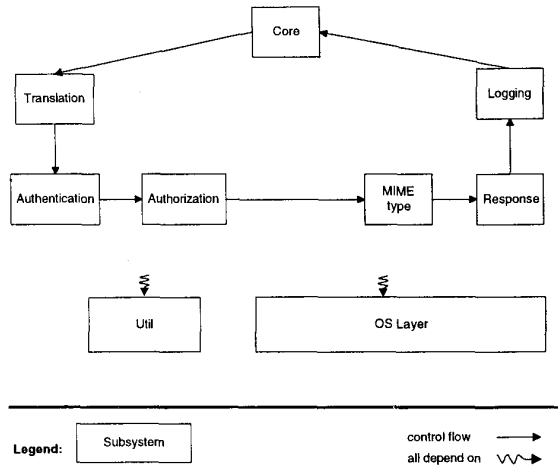 Core
Translation
Logging
Authentication
Authorization
MIME
type
Response
Util
OS Layer
Legend:
Subsystem
control flow
all depend on